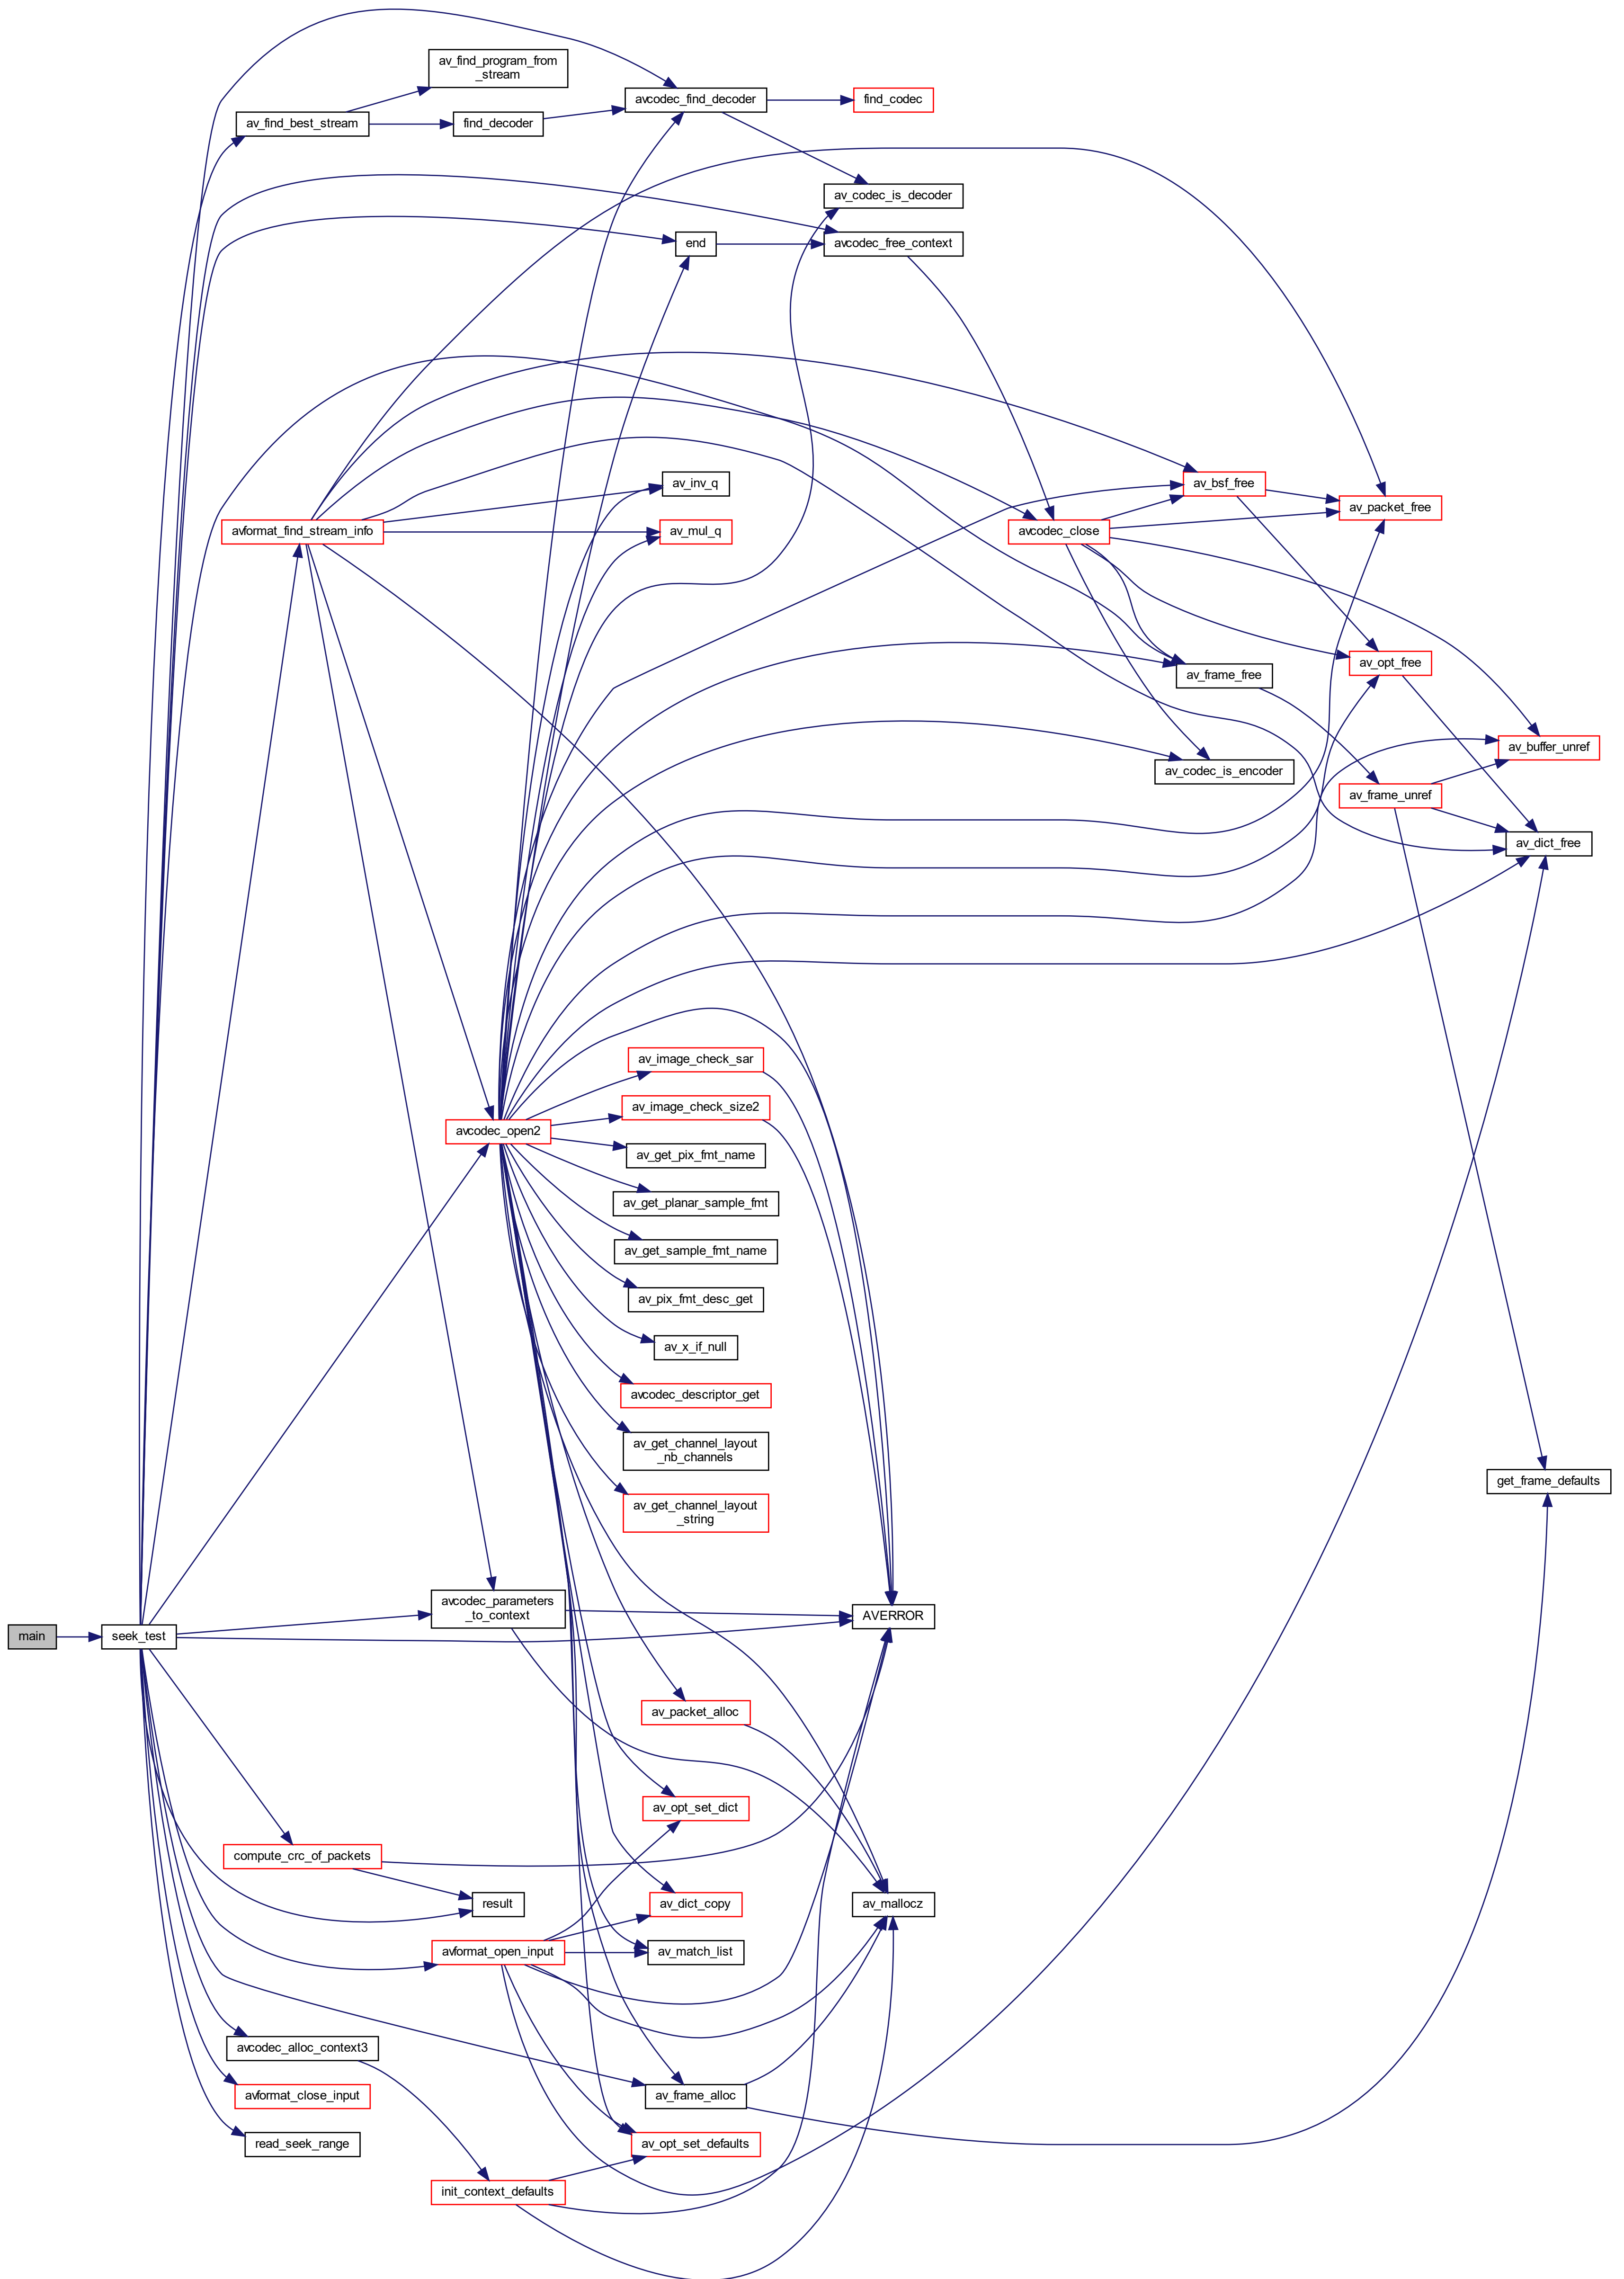 av_find_program_from
_stream
avcodec_find_decoder
find_codec
av_find_best_stream
find_decoder
av_codec_is_decoder
end
avcodec_free_context
av_inv_q
av_bsf_free
av_packet_free
avformat_find_stream_info
av_mul_q
avcodec_close
av_opt_free
av_frame_free
av_buffer_unref
av_codec_is_encoder
av_frame_unref
av_dict_free
av_image_check_sar
av_image_check_size2
avcodec_open2
av_get_pix_fmt_name
av_get_planar_sample_fmt
av_get_sample_fmt_name
av_pix_fmt_desc_get
av_x_if_null
avcodec_descriptor_get
av_get_channel_layout
_nb_channels
get_frame_defaults
av_get_channel_layout
_string
avcodec_parameters
_to_context
AVERROR
main
seek_test
av_packet_alloc
av_opt_set_dict
compute_crc_of_packets
result
av_dict_copy
av_mallocz
avformat_open_input
av_match_list
avcodec_alloc_context3
avformat_close_input
av_frame_alloc
read_seek_range
av_opt_set_defaults
init_context_defaults